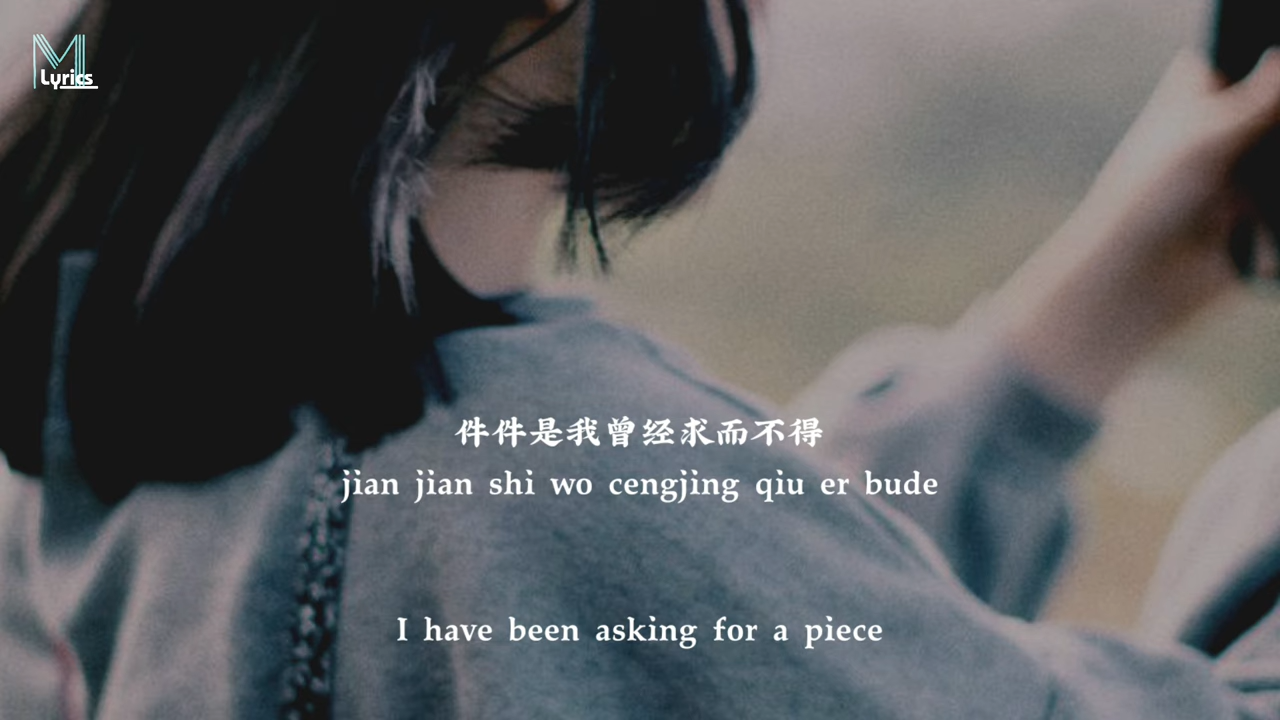 M
Lyrics
件件是我曾经求而不得
jian jian shi wo cengjing qiu er bude
I have been asking for a piece